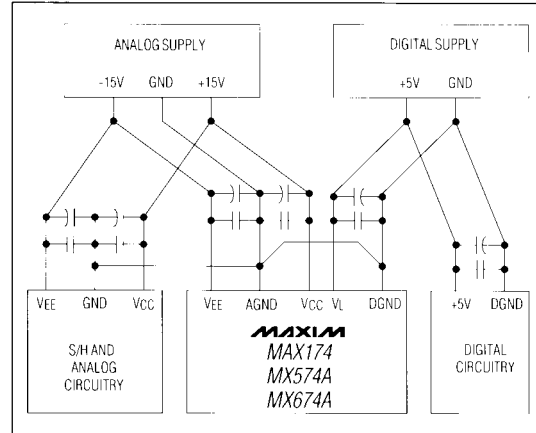 ANALOG SUPPLY
-15V GND +15V
DIGITAL SUPPLY
+5V GND
VEE GND VCC
S/H AND
ANALOG
CIRCUITRY
VEE AGND VCC VL DGND
MAXIM
MAX174
MX574A
MX674A
+5V DGND
DIGITAL
CIRCUITRY